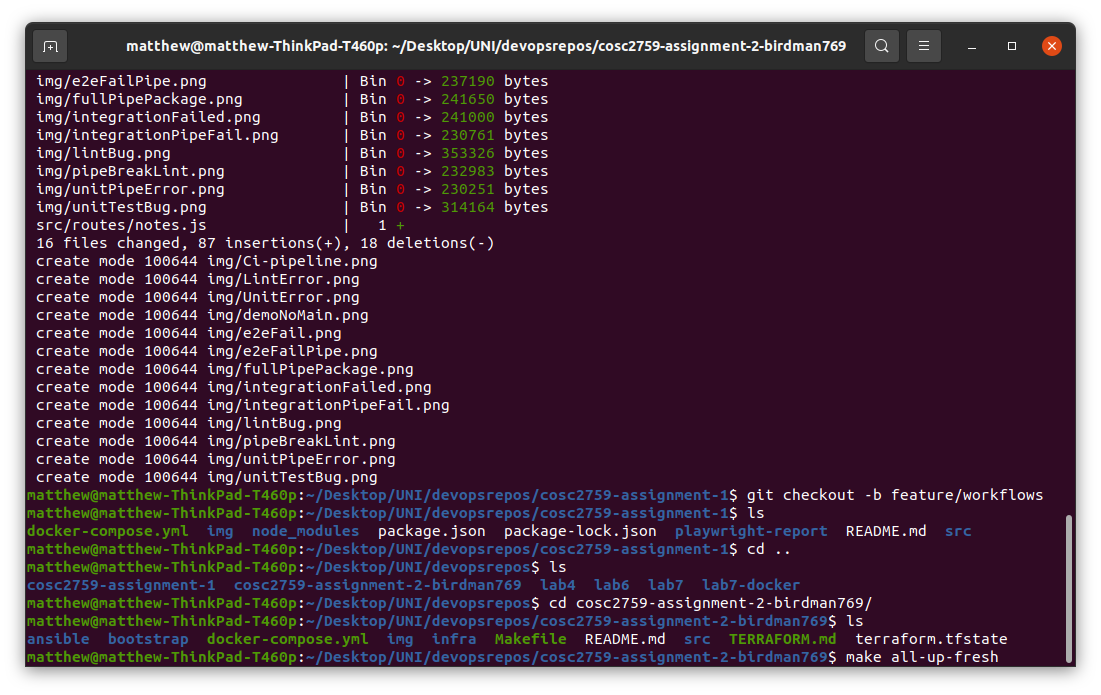 matthew@matthew-ThinkPad-T460p: ~/Desktop/UNI/devopsrepos/cosc2759-assignment-2-birdman769
img/e2eFailPipe.png | Bin 0 -> 237190 bytes
img/fullPipePackage.png | Bin 0 -> 241650 bytes
img/integrationFailed.png | Bin 0 -> 241000 bytes
img/integrationPipeFail.png | Bin 0 -> 230761 bytes
img/lintBug.png | Bin 0 -> 353326 bytes
img/pipeBreakLint.png | Bin 0 -> 232983 bytes
img/unitPipeError.png | Bin 0 -> 230251 bytes
img/unitTestBug.png | Bin 0 -> 314164 bytes
src/routes/notes.js | 1 +
16 files changed, 87 insertions(+), 18 deletions(-)
create mode 100644 img/Ci-pipeline.png
create mode 100644 img/LintError.png
create mode 100644 img/UnitError.png
create mode 100644 img/demoNoMain.png
create mode 100644 img/e2eFail.png
create mode 100644 img/e2eFailPipe.png
create mode 100644 img/fullPipePackage.png
create mode 100644 img/integrationFailed.png
create mode 100644 img/integrationPipeFail.png
create mode 100644 img/lintBug.png
create mode 100644 img/pipeBreakLint.png
create mode 100644 img/unitPipeError.png
create mode 100644 img/unitTestBug.png
matthew@matthew-ThinkPad-T460p:~/Desktop/UNI/devopsrepos/cosc2759-assignment-1$ git checkout -b feature/workflows
matthew@matthew-ThinkPad-T460p:~/Desktop/UNI/devopsrepos/cosc2759-assignment-1$ ls
docker-compose.yml img node_modules package.json package-lock.json playwright-report README.md src
matthew@matthew-ThinkPad-T460p:~/Desktop/UNI/devopsrepos/cosc2759-assignment-1$ cd ..
matthew@matthew-ThinkPad-T460p:~/Desktop/UNI/devopsrepos$ ls
cosc2759-assignment-1 cosc2759-assignment-2-birdman769 lab4 lab6 lab7 lab7-docker
matthew@matthew-ThinkPad-T460p:~/Desktop/UNI/devopsrepos$ cd cosc2759-assignment-2-birdman769/
matthew@matthew-ThinkPad-T460p:~/Desktop/UNI/devopsrepos/cosc2759-assignment-2-birdman769$ ls
ansible bootstrap docker-compose.yml img infra Makefile README.md src TERRAFORM.md terraform.tfstate
matthew@matthew-ThinkPad-T460p:~/Desktop/UNI/devopsrepos/cosc2759-assignment-2-birdman769$ make all-up-fresh